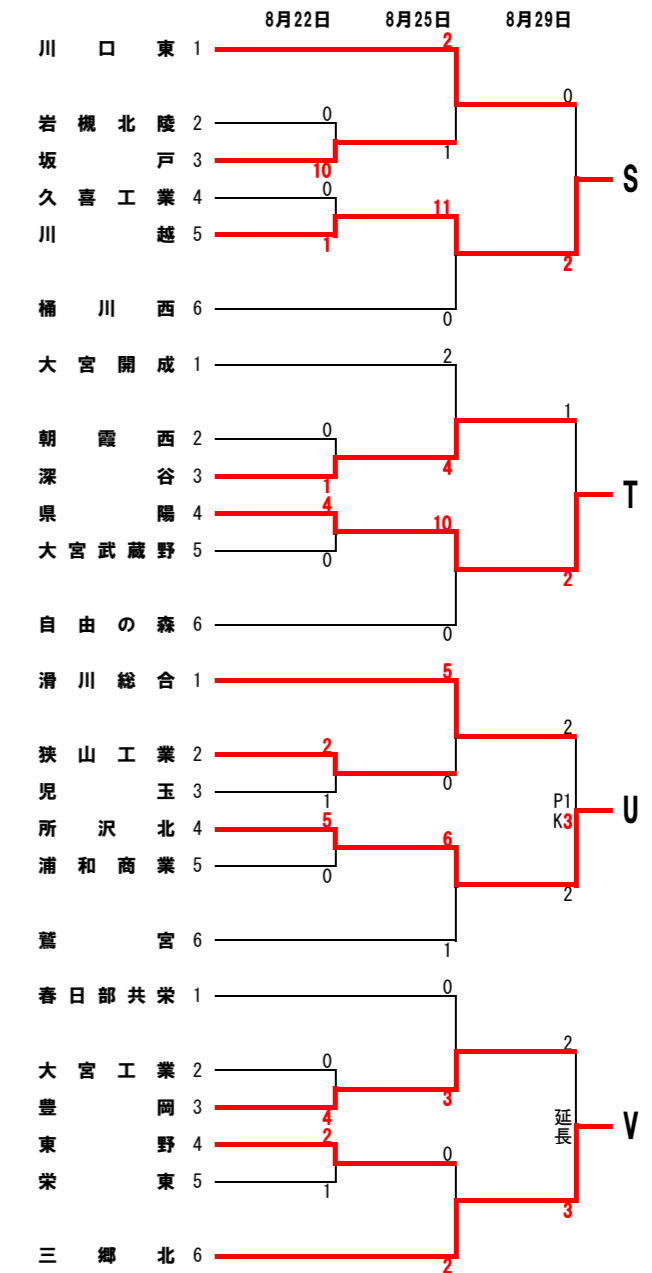 8月22日 8月25日 8月29日
川口東 1 2
0
岩槻北陵 2 0
坂戸 3 10 1
S
久喜工業 4 0
川越 5 1 11
2
桶川西 6 0
大宮開成 1 2
1
朝霞西 2 0
深谷 3 1 4
T
県陽 4 4
大宮武蔵野 5 0 10
2
自由の森 6 0
滑川総合 1 5
2
狭山工業 2 2
児玉 3 1 0
P1
K3
U
所沢北 4 5
浦和商業 5 0 6
2
鷲宮 6 1
春日部共栄 1 0
2
大宮工業 2 0
豊岡 3 4 3
延長
V
東野 4 2 0
栄東 5 1
3
三郷北 6 2